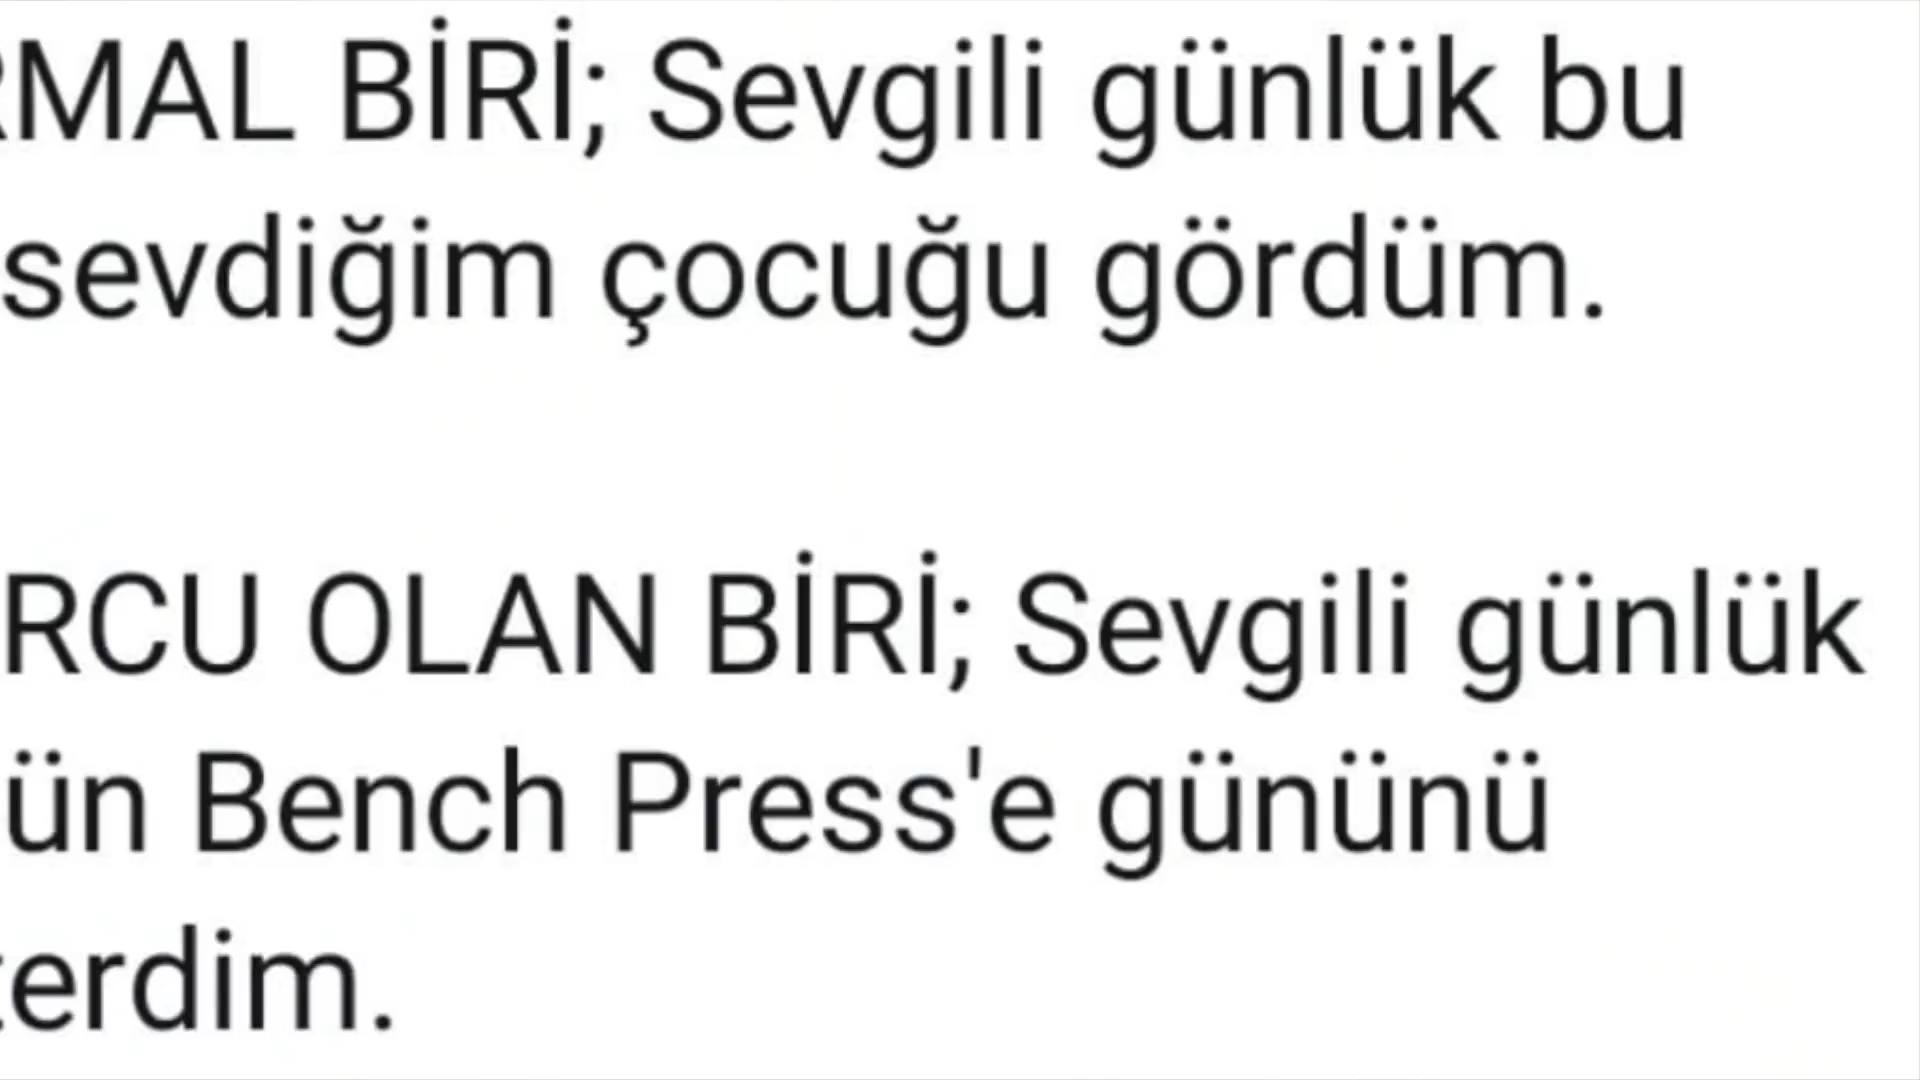 RMAL BİRİ; Sevgili günlük bu
sevdiğim çocuğu gördüm.
RCU OLAN BİRİ; Sevgili günlük
ün Bench Press'e gününü
terdim.